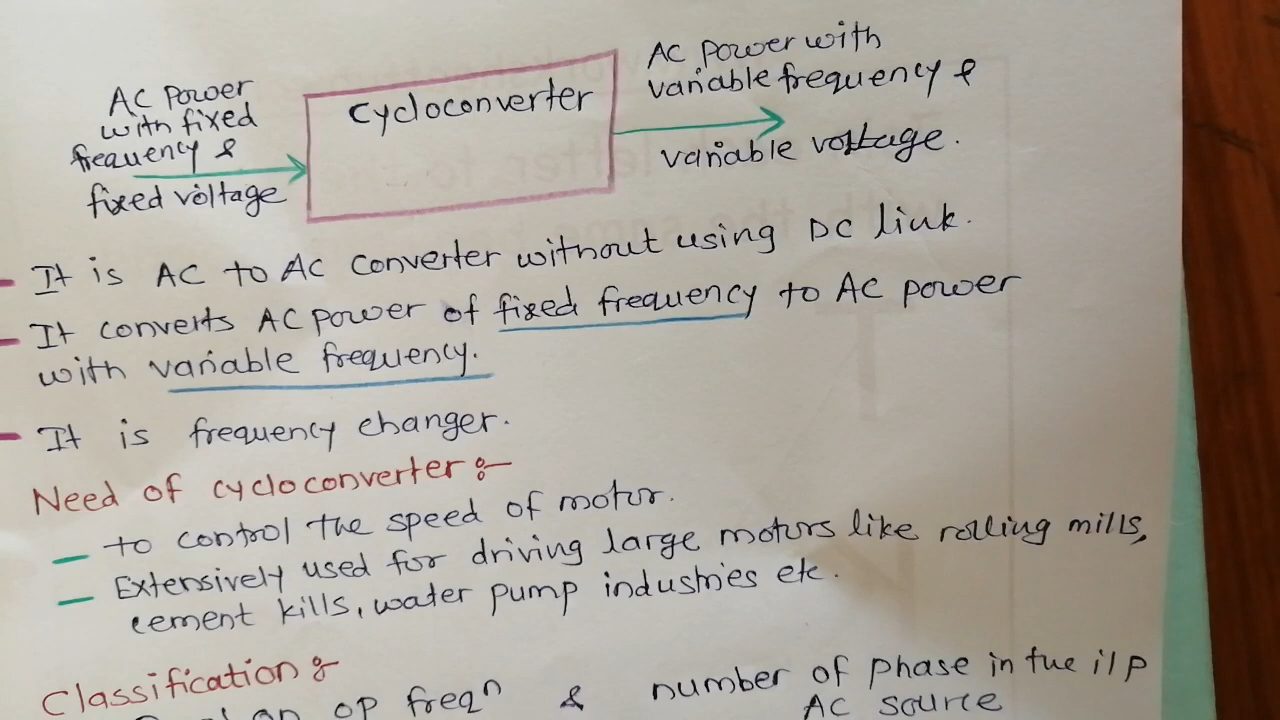 AC Power
with fixed
frequency &
fixed voltage
cycloconverter
AC Power with
variable frequency &
variable voltage.
- It is AC to AC converter without using DC link.
- It converts AC power of fixed frequency to AC power
with variable frequency.
- It is frequency changer.
Need of cycloconverter :-
- to control the speed of motor.
- Extensively used for driving large motors like rolling mills,
cement kills, water pump industries etc.
Classification :-
op freqn & number of phase in the i/p
AC source